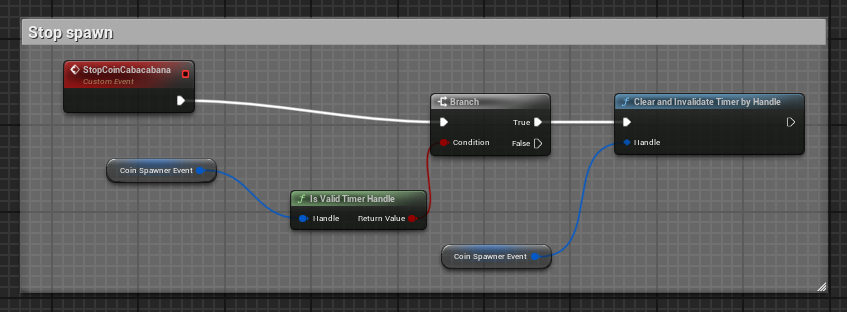 Stop spawn
StopCoinCabacabana
Custom Event
Branch
True
Condition
False
Clear and Invalidate Timer by Handle
Handle
Coin Spawner Event
Is Valid Timer Handle
Handle
Return Value
Coin Spawner Event